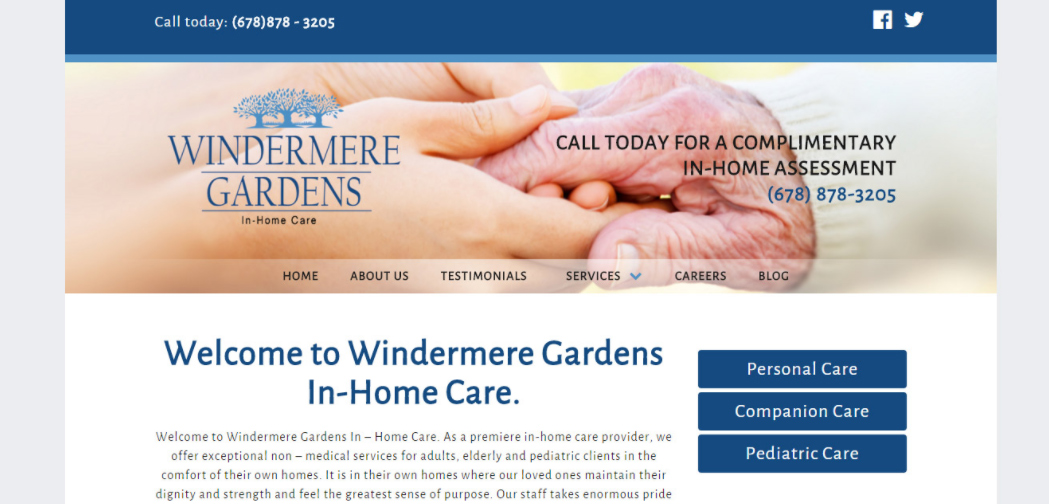 Call today: (678)878 - 3205
WINDERMERE
GARDENS
In-Home Care
CALL TODAY FOR A COMPLIMENTARY
IN-HOME ASSESSMENT
(678) 878-3205
HOME ABOUT US TESTIMONIALS SERVICES CAREERS BLOG
Welcome to Windermere Gardens
In-Home Care.
Welcome to Windermere Gardens In – Home Care. As a premiere in-home care provider, we
offer exceptional non – medical services for adults, elderly and pediatric clients in the
comfort of their own homes. It is in their own homes where our loved ones maintain their
dignity and strength and feel the greatest sense of purpose. Our staff takes enormous pride
Personal Care
Companion Care
Pediatric Care